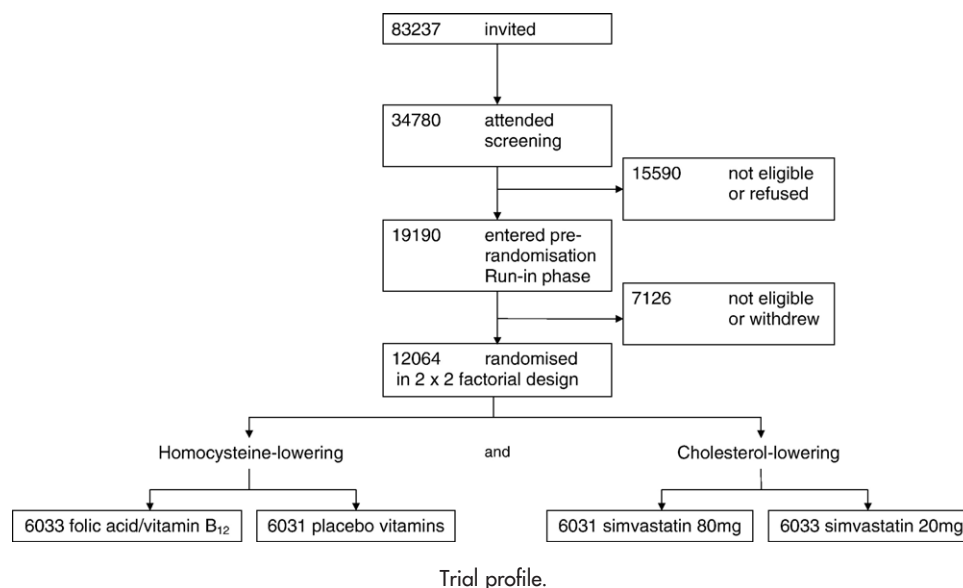 83237 invited
34780 attended
screening
15590 not eligible
or refused
19190 entered pre-
randomisation
Run-in phase
7126 not eligible
or withdrew
12064 randomised
in 2 x 2 factorial design
Homocysteine-lowering and Cholesterol-lowering
6033 folic acid/vitamin B₁₂ 6031 placebo vitamins 6031 simvastatin 80mg 6033 simvastatin 20mg
Trial profile.